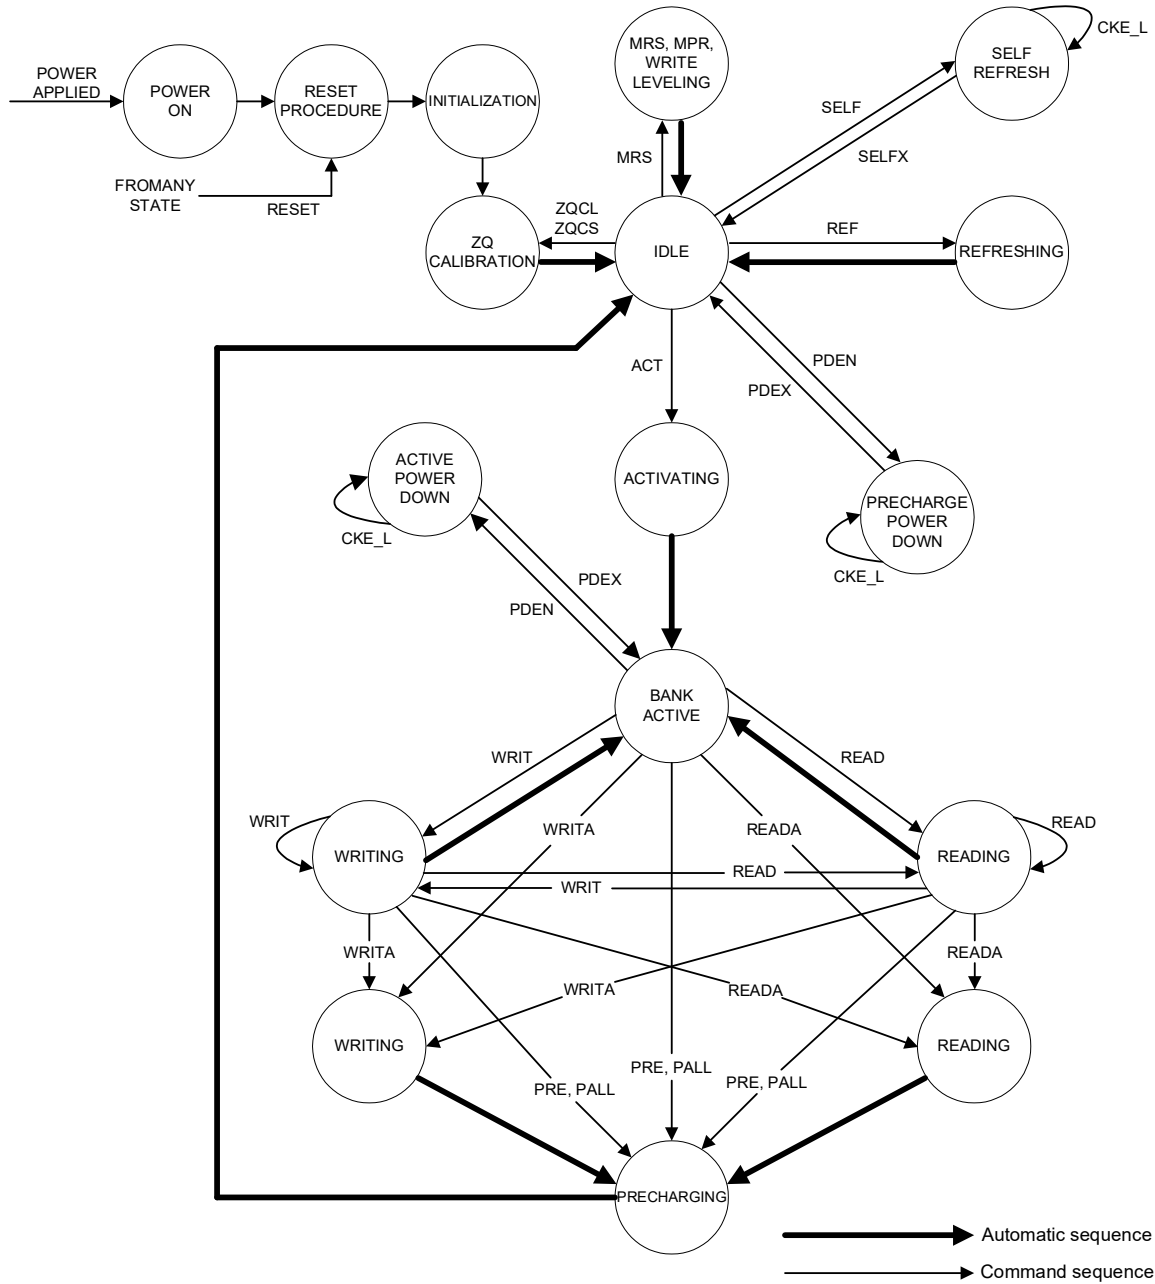 MRS, MPR,
WRITE
LEVELING
SELF
REFRESH
CKE_L
POWER
APPLIED
POWER
ON
RESET
PROCEDURE
INITIALIZATION
SELF
MRS
SELFX
FROMANY
STATE
RESET
ZQCL
ZQCS
ZQ
CALIBRATION
IDLE
REF
REFRESHING
ACT
PDEN
PDEX
ACTIVE
POWER
DOWN
CKE_L
ACTIVATING
PRECHARGE
POWER
DOWN
CKE_L
PDEX
PDEN
BANK
ACTIVE
WRIT
READ
WRIT
WRITA
READA
READ
WRITING
READING
READ
WRIT
WRITA
READA
WRITA
READA
WRITING
READING
PRE, PALL
PRE, PALL
PRE, PALL
PRECHARGING
Automatic sequence
Command sequence